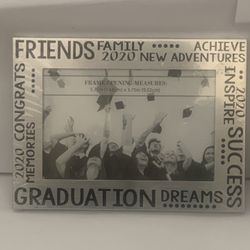 FRIENDS FAMILY ACHIEVE
2020 NEW ADVENTURES
FRAME OPENING MEASURES:
2020 CONGRATS
MEMORIES
INSPIRE 2020
SUCCESS
GRADUATION DREAMS